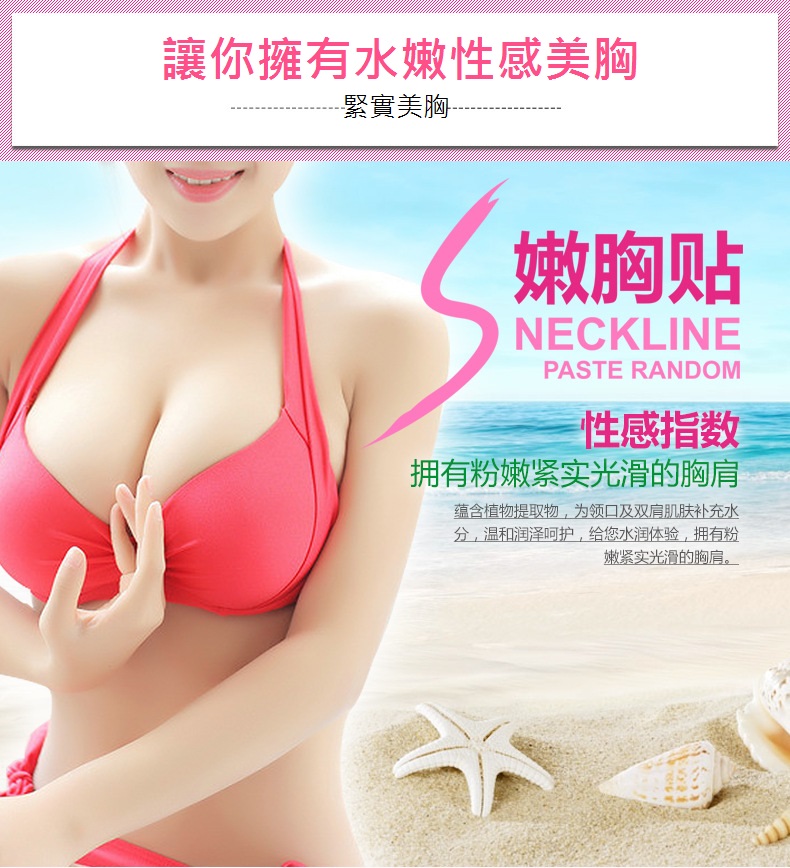 讓你擁有水嫩性感美胸
緊實美胸
嫩胸贴
NECKLINE
PASTE RANDOM
性感指数
拥有粉嫩紧实光滑的胸肩
蕴含植物提取物，为领口及双肩肌肤补充水
分，温和润泽呵护，给您水润体验，拥有粉
嫩紧实光滑的胸肩。